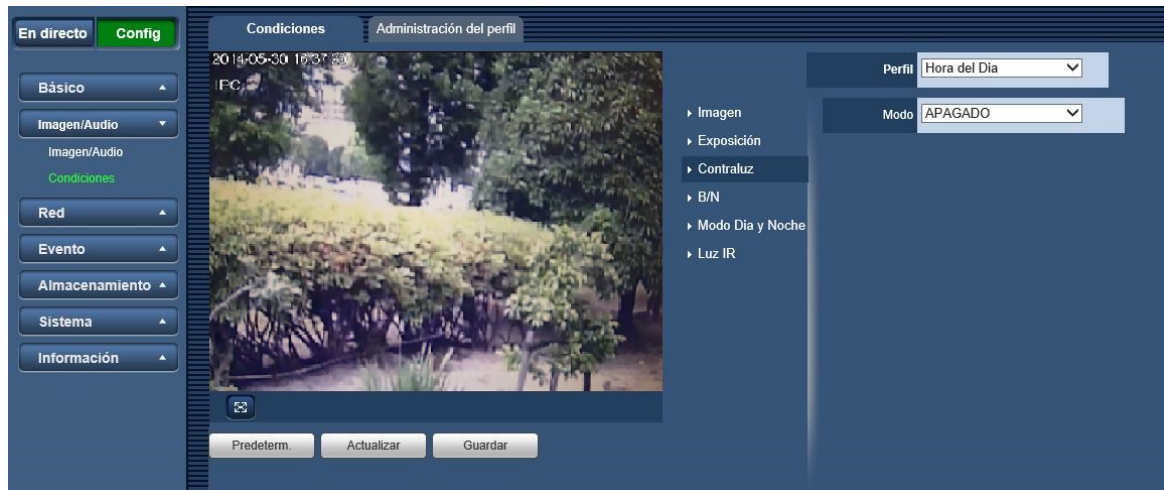 En directo
Config
Condiciones
Administración del perfil
Básico
Imagen/Audio
Imagen/Audio
Condiciones
Red
Evento
Almacenamiento
Sistema
Información
2014-05-30 16:37
IPC
Imagen
Exposición
Contraluz
B/N
Modo Dia y Noche
Luz IR
Perfil Hora del Dia
Modo APAGADO
Predeterm.
Actualizar
Guardar